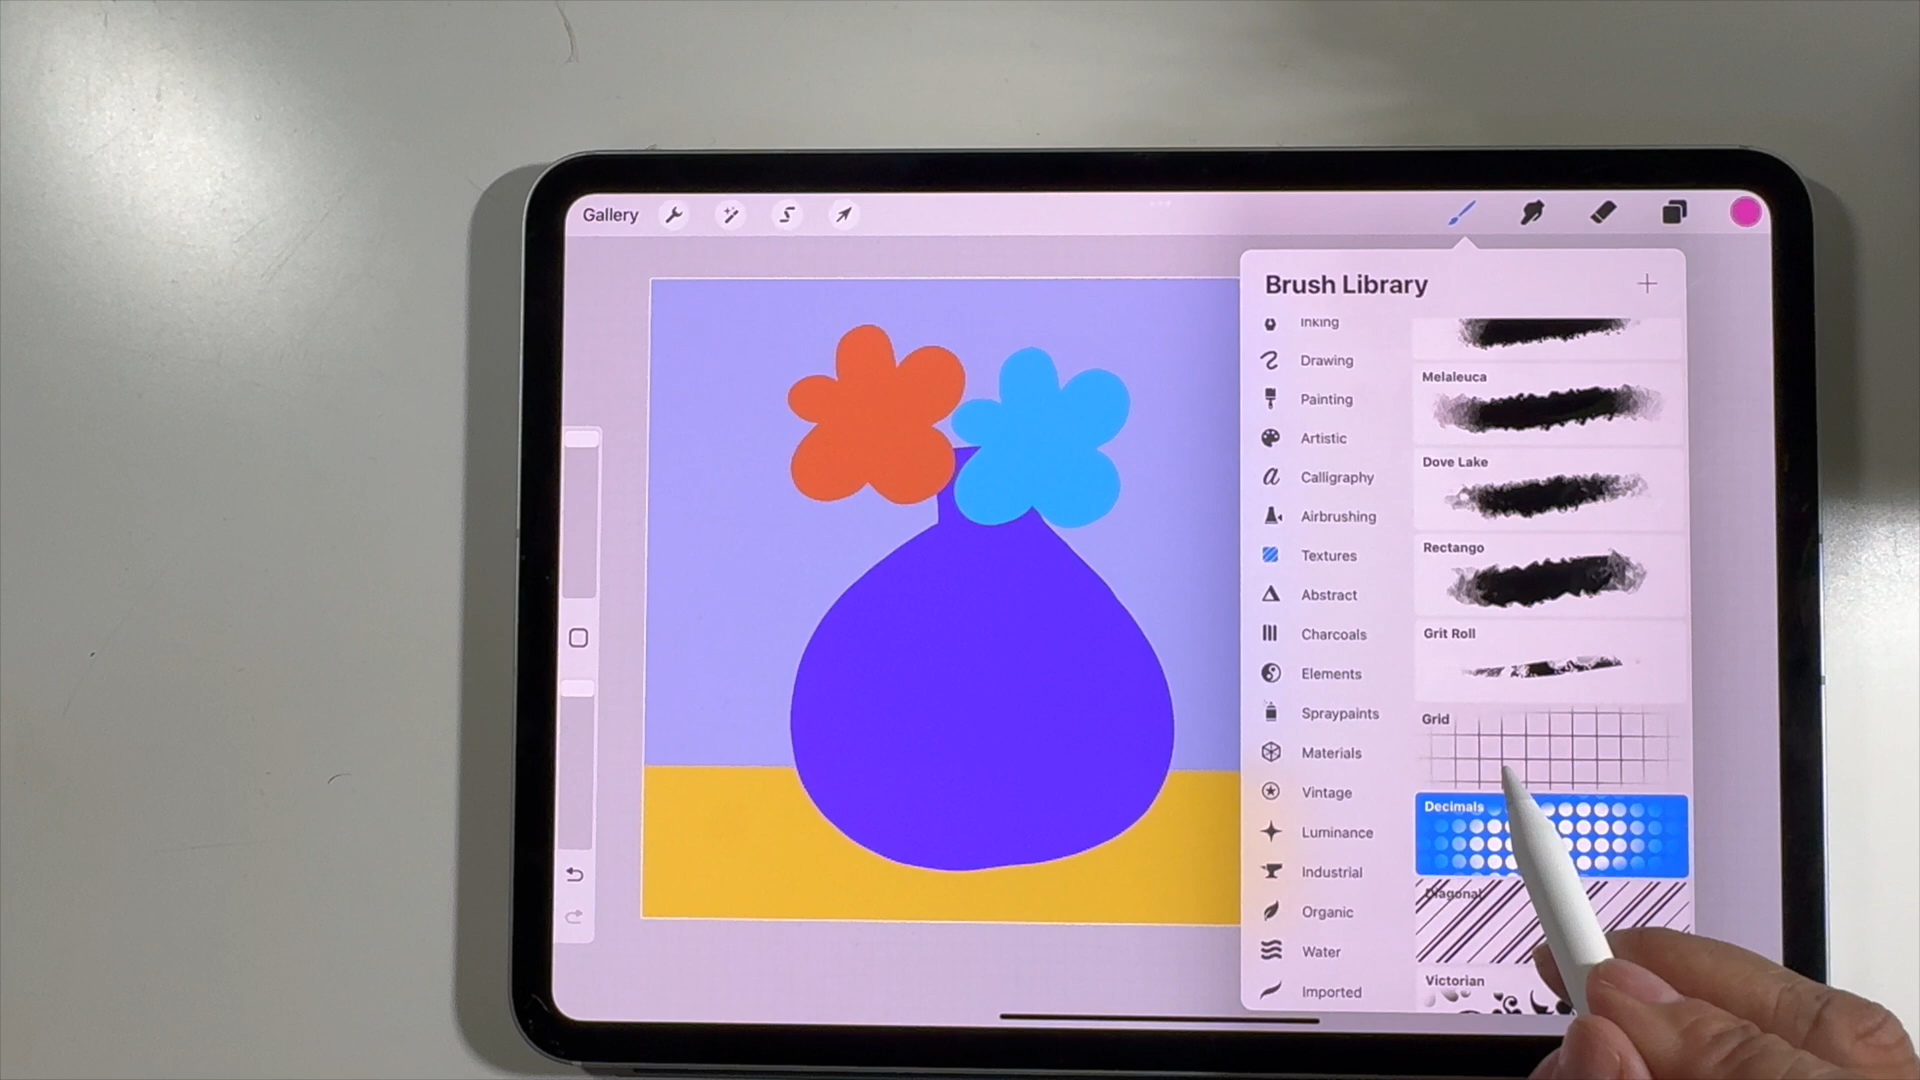 Gallery
Brush Library
Inking
Drawing
Painting
Artistic
Calligraphy
Airbrushing
Textures
Abstract
Charcoals
Elements
Spraypaints
Materials
Vintage
Luminance
Industrial
Organic
Water
Imported
Melaleuca
Dove Lake
Rectango
Grit Roll
Grid
Decimals
Diagonal
Victorian